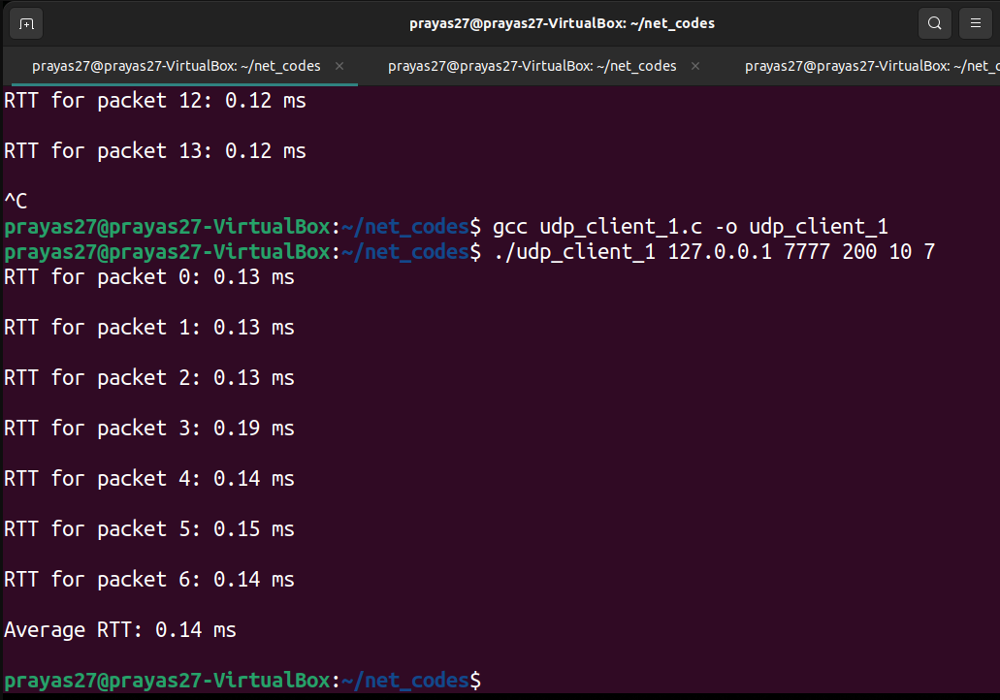 prayas27@prayas27-VirtualBox: ~/net_codes
prayas27@prayas27-VirtualBox: ~/net_codes × prayas27@prayas27-VirtualBox: ~/net_codes × prayas27@prayas27-VirtualBox: ~/net_c
RTT for packet 12: 0.12 ms
RTT for packet 13: 0.12 ms
^C
prayas27@prayas27-VirtualBox:~/net_codes$ gcc udp_client_1.c -o udp_client_1
prayas27@prayas27-VirtualBox:~/net_codes$ ./udp_client_1 127.0.0.1 7777 200 10 7
RTT for packet 0: 0.13 ms
RTT for packet 1: 0.13 ms
RTT for packet 2: 0.13 ms
RTT for packet 3: 0.19 ms
RTT for packet 4: 0.14 ms
RTT for packet 5: 0.15 ms
RTT for packet 6: 0.14 ms
Average RTT: 0.14 ms
prayas27@prayas27-VirtualBox:~/net_codes$